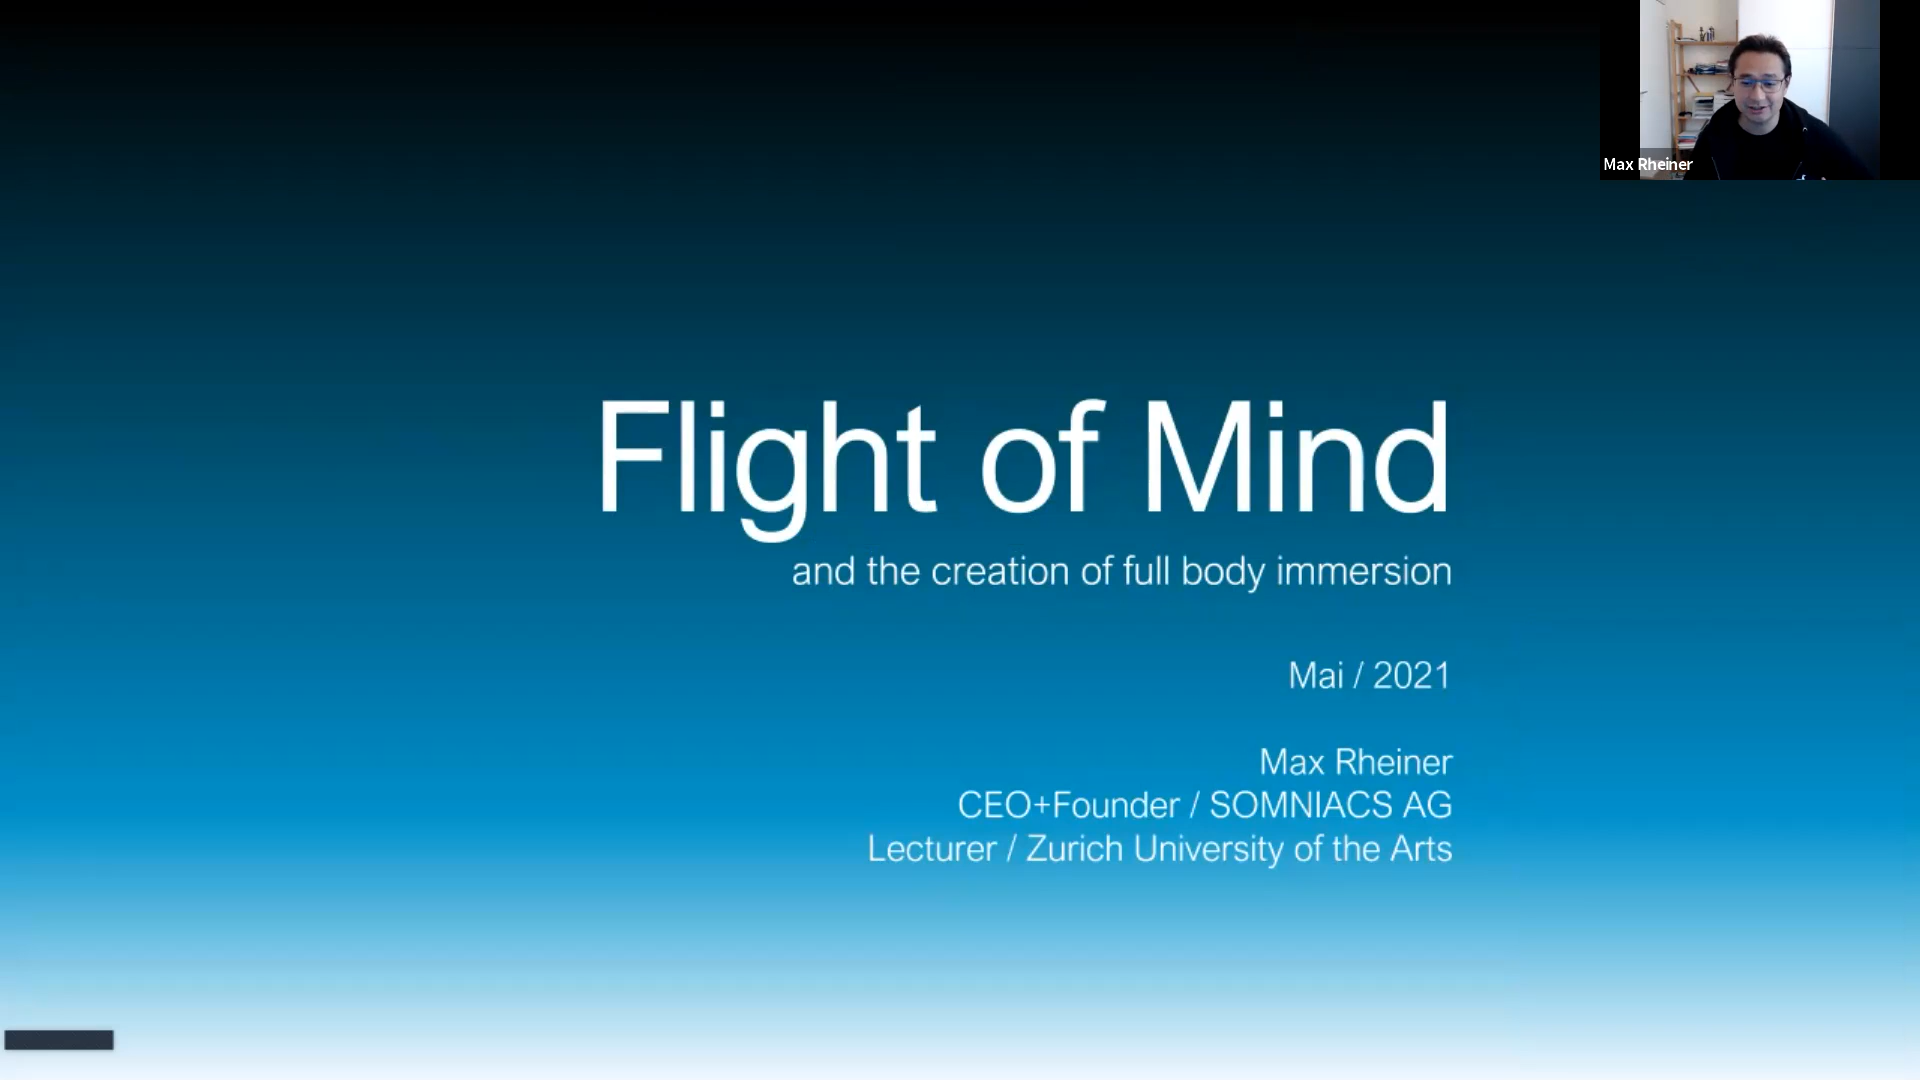 Max Rheiner
Flight of Mind
and the creation of full body immersion
Mai / 2021
Max Rheiner
CEO+Founder / SOMNIACS AG
Lecturer / Zurich University of the Arts